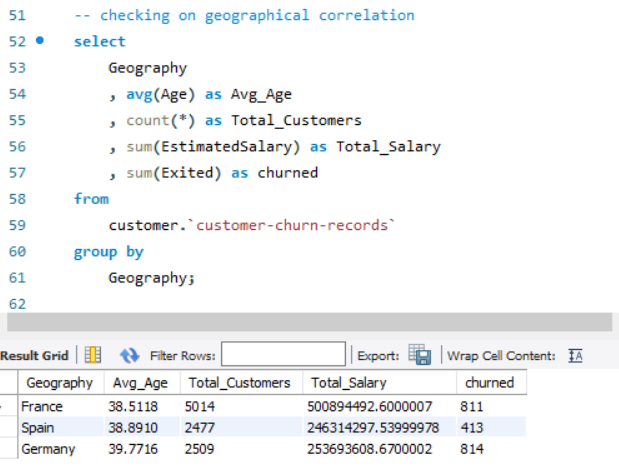 51 -- checking on geographical correlation
52 select
53 Geography
54 , avg(Age) as Avg_Age
55 , count(*) as Total_Customers
56 , sum(EstimatedSalary) as Total_Salary
57 , sum(Exited) as churned
58 from
59 customer.`customer-churn-records`
60 group by
61 Geography;
62
Result Grid Filter Rows: Export: Wrap Cell Content: IA
Geography Avg_Age Total_Customers Total_Salary churned
France 38.5118 5014 500894492.6000007 811
Spain 38.8910 2477 246314297.53999978 413
Germany 39.7716 2509 253693608.6700002 814